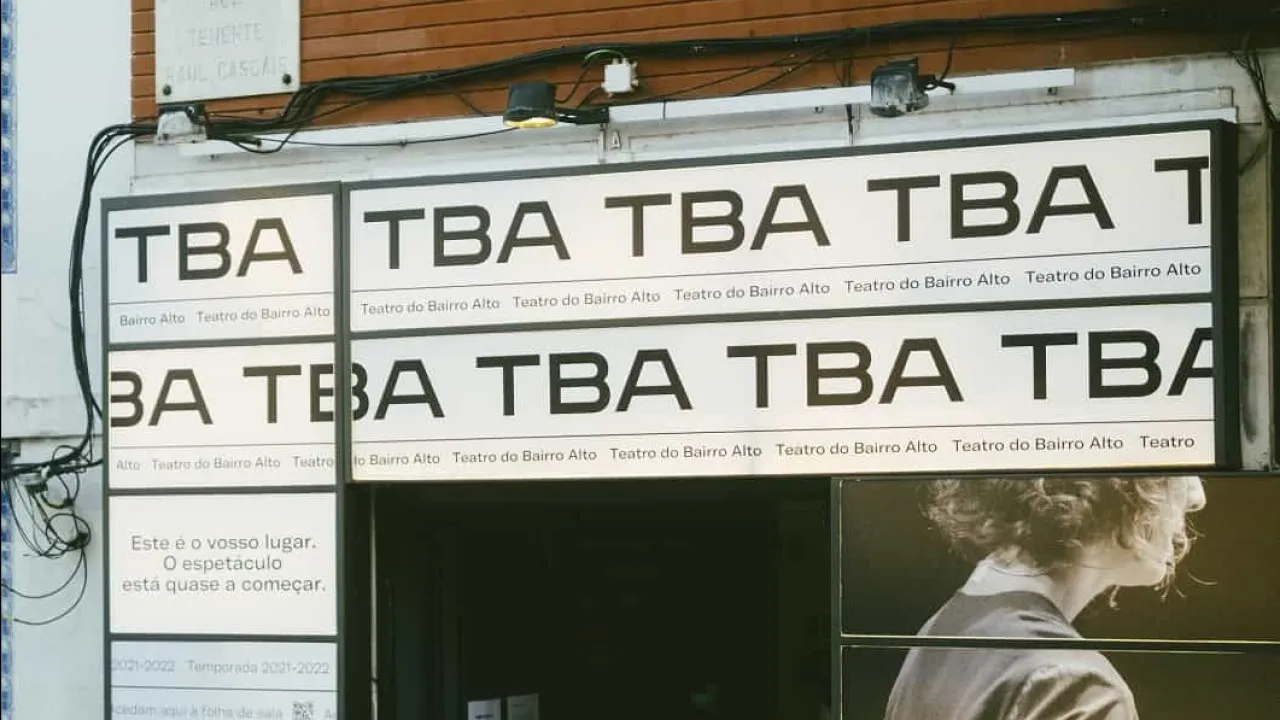 TENENTE
RAUL CASCAIS
TBA
Bairro Alto Teatro do Bairro Alto
BA TB
Alto Teatro do Bairro Alto Teatro
Este é o vosso lugar.
O espetáculo
está quase a começar.
2021-2022 Temporada 2021-2022
acedam aqui à folha de sala
TBA TBA TBA T
Teatro do Bairro Alto Teatro do Bairro Alto Teatro do Bairro Alto Teatro do Bairro Alto Teatro do Bairro Alto
BA TBA TBA TBA
do Bairro Alto Teatro do Bairro Alto Teatro do Bairro Alto Teatro do Bairro Alto Teatro do Bairro Alto Teatro